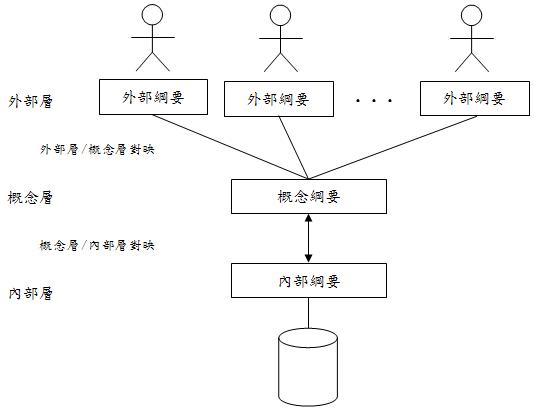 外部層
外部綱要
外部綱要
· · ·
外部綱要
外部層/概念層對映
概念層
概念綱要
概念層/內部層對映
內部層
內部綱要